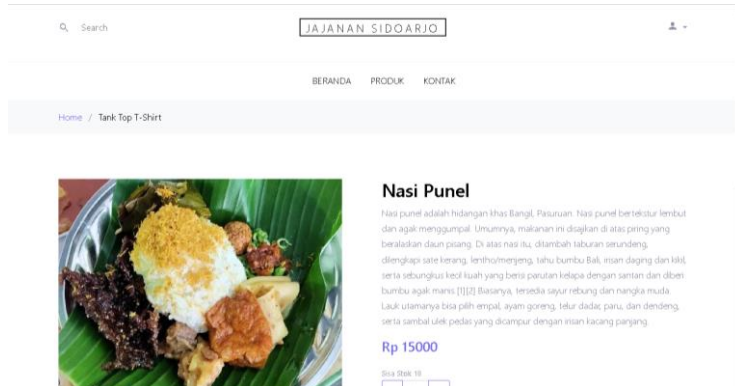 Search
JAJANAN SIDOARJO
BERANDA PRODUK KONTAK
Home / Tank Top T-Shirt
Nasi Punel
Nasi punel adalah hidangan khas Bangil, Pasuruan. Nasi punel bertekstur lembut
dan agak menggumpal. Umumnya, makanan ini disajikan di atas piring yang
beralaskan daun pisang. Di atas nasi itu, ditambah taburan serundeng,
dilengkapi sate kerang, lentho/menjeng, tahu bumbu Bali, irisan daging dan kikil,
serta sebungkus kecil kuah yang berisi parutan kelapa dengan santan dan diberi
bumbu agak manis.[1][2] Biasanya, tersedia sayur rebung dan nangka muda.
Lauk utamanya bisa pilih empal, ayam goreng, telur dadar, paru, dan dendeng,
serta sambal ulek pedas yang dicampur dengan irisan kacang panjang.
Rp 15000
Sisa Stok 10